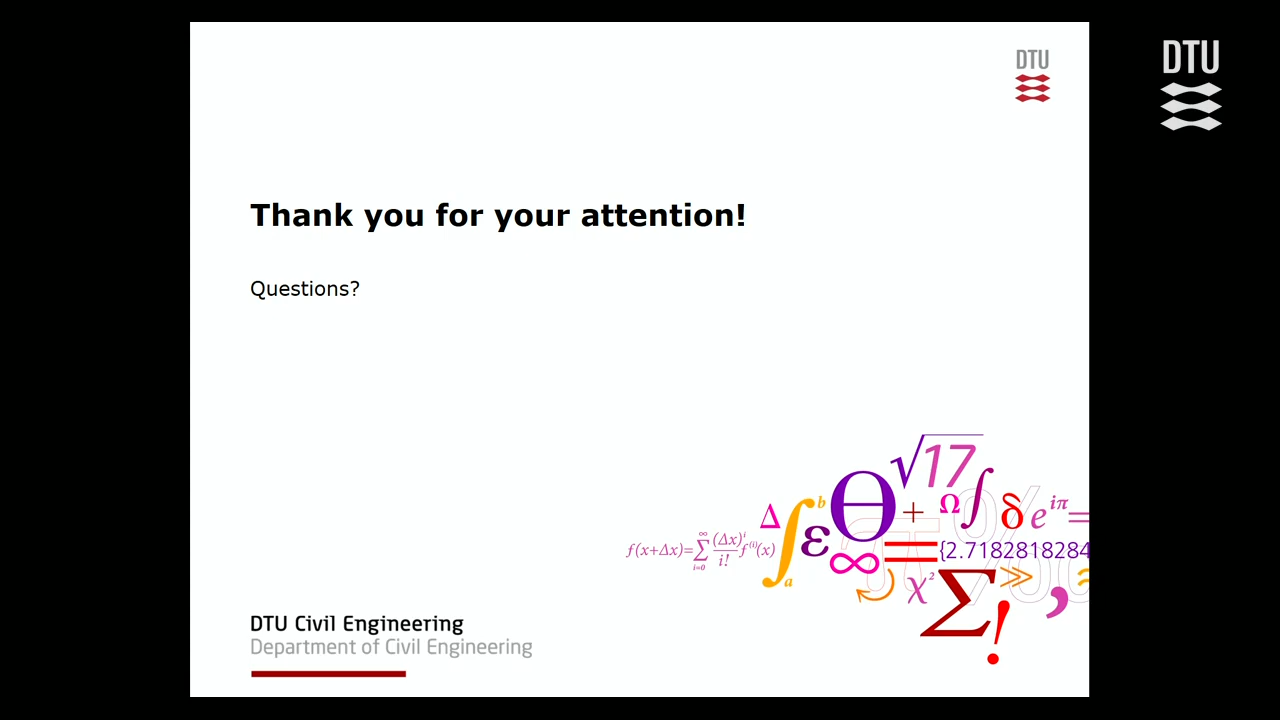 DTU
DTU
Thank you for your attention!
Questions?
√17
Δ ∫ b a ε Θ + Ω ∫ δ e^{iπ} =
f(x+Δx)=∑_{i=0}^{∞} (Δx)^i / i! f^{(i)}(x)
∞ = {2.7182818284
χ² Σ ≫ , !
DTU Civil Engineering
Department of Civil Engineering